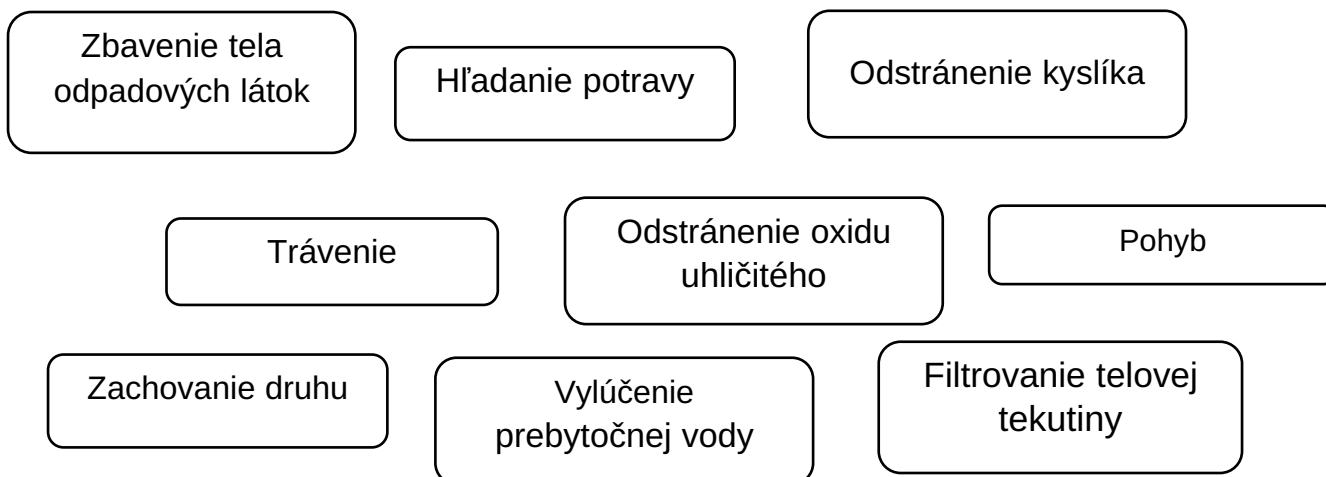 Zbavenie tela
odpadových látok
Hľadanie potravy
Odstránenie kyslíka
Trávenie
Odstránenie oxidu
uhličitého
Pohyb
Zachovanie druhu
Vylúčenie
prebytočnej vody
Filtrovanie telovej
tekutiny